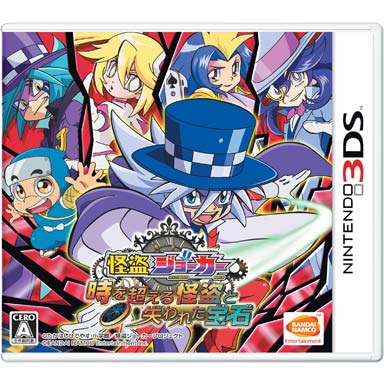 NINTENDO 3DS
怪盗ジョーカー
時を超える怪盗と
失われた宝石
CERO
A
BANDAI
NAMCO
Entertainment